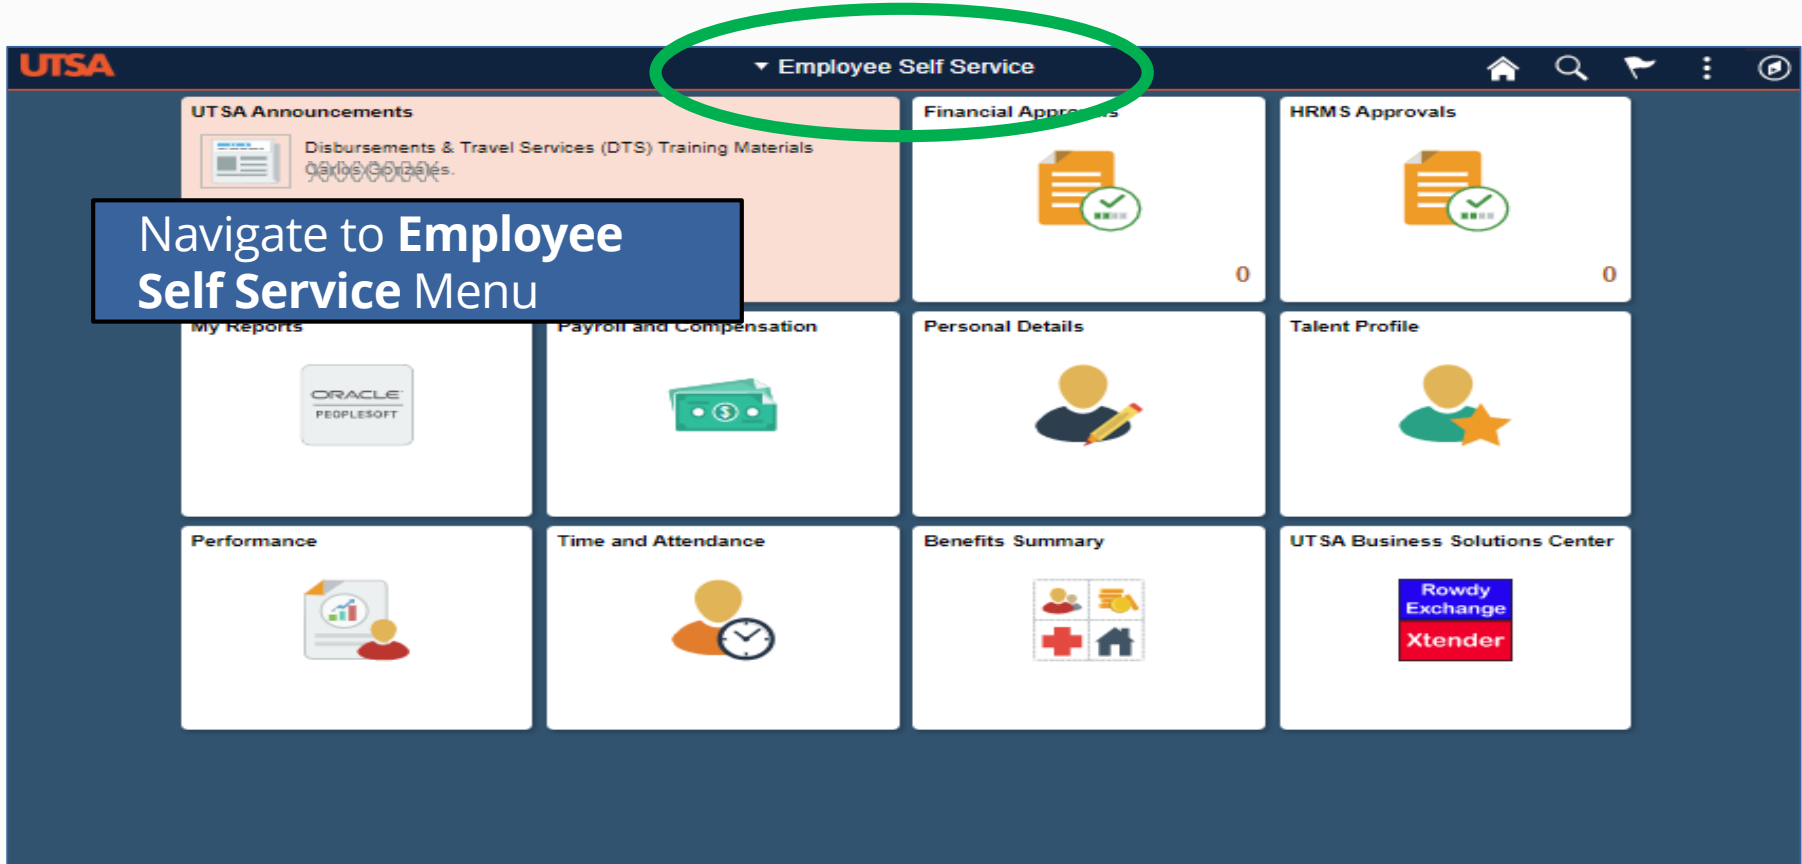 UTSA
Employee Self Service
UTSA Announcements
Disbursements & Travel Services (DTS) Training Materials
Navigate to Employee
Self Service Menu
Financial Approvals
0
HRMS Approvals
0
My Reports
ORACLE
PEOPLESOFT
Payroll and Compensation
Personal Details
Talent Profile
Performance
Time and Attendance
Benefits Summary
UTSA Business Solutions Center
Rowdy
Exchange
Xtender